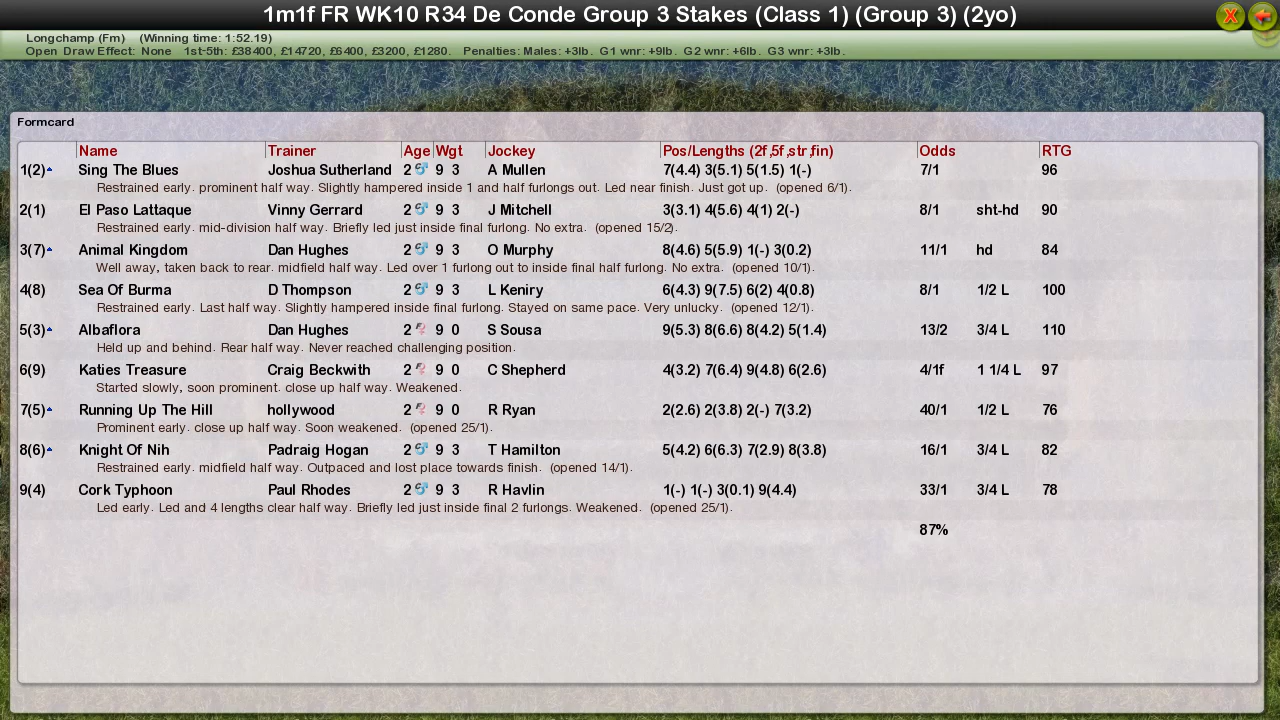 1m1f FR WK10 R34 De Conde Group 3 Stakes (Class 1) (Group 3) (2yo)
Longchamp (Fm) (Winning time: 1:52.19)
Open Draw Effect: None 1st-5th: £38400, £14720, £6400, £3200, £1280. Penalties: Males: +3lb. G1 wnr: +9lb. G2 wnr: +6lb. G3 wnr: +3lb.
Formcard
Name Trainer Age Wgt Jockey Pos/Lengths (2f,5f,str,fin) Odds RTG
1(2) Sing The Blues Joshua Sutherland 2 9 3 A Mullen 7(4.4) 3(5.1) 5(1.5) 1(-) 7/1 96
Restrained early. prominent half way. Slightly hampered inside 1 and half furlongs out. Led near finish. Just got up. (opened 6/1).
2(1) El Paso Lattaque Vinny Gerrard 2 9 3 J Mitchell 3(3.1) 4(5.6) 4(1) 2(-) 8/1 sht-hd 90
Restrained early. mid-division half way. Briefly led just inside final furlong. No extra. (opened 15/2).
3(7) Animal Kingdom Dan Hughes 2 9 3 O Murphy 8(4.6) 5(5.9) 1(-) 3(0.2) 11/1 hd 84
Well away, taken back to rear. midfield half way. Led over 1 furlong out to inside final half furlong. No extra. (opened 10/1).
4(8) Sea Of Burma D Thompson 2 9 3 L Keniry 6(4.3) 9(7.5) 6(2) 4(0.8) 8/1 1/2 L 100
Restrained early. Last half way. Slightly hampered inside final furlong. Stayed on same pace. Very unlucky. (opened 12/1).
5(3) Albaflora Dan Hughes 2 9 0 S Sousa 9(5.3) 8(6.6) 8(4.2) 5(1.4) 13/2 3/4 L 110
Held up and behind. Rear half way. Never reached challenging position.
6(9) Katies Treasure Craig Beckwith 2 9 0 C Shepherd 4(3.2) 7(6.4) 9(4.8) 6(2.6) 4/1f 1 1/4 L 97
Started slowly, soon prominent. close up half way. Weakened.
7(5) Running Up The Hill hollywood 2 9 0 R Ryan 2(2.6) 2(3.8) 2(-) 7(3.2) 40/1 1/2 L 76
Prominent early. close up half way. Soon weakened. (opened 25/1).
8(6) Knight Of Nih Padraig Hogan 2 9 3 T Hamilton 5(4.2) 6(6.3) 7(2.9) 8(3.8) 16/1 3/4 L 82
Restrained early. midfield half way. Outpaced and lost place towards finish. (opened 14/1).
9(4) Cork Typhoon Paul Rhodes 2 9 3 R Havlin 1(-) 1(-) 3(0.1) 9(4.4) 33/1 3/4 L 78
Led early. Led and 4 lengths clear half way. Briefly led just inside final 2 furlongs. Weakened. (opened 25/1).
87%